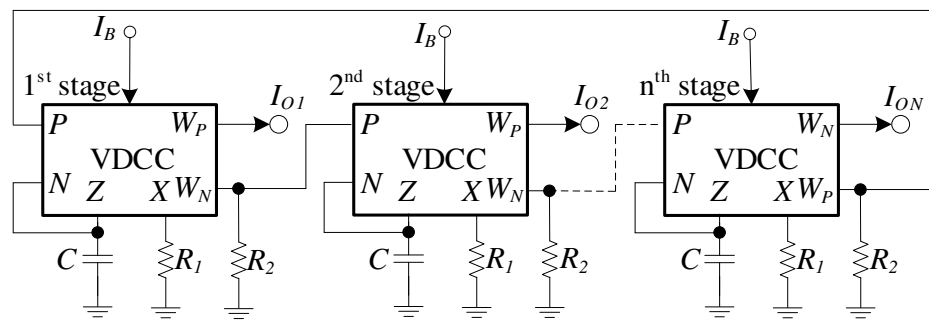 I_B I_B I_B
1st stage 2nd stage nth stage
I_O1 I_O2 I_ON
P W_P P W_P P W_N
VDCC VDCC VDCC
N Z X W_N N Z X W_N N Z X W_P
C R_1 R_2 C R_1 R_2 C R_1 R_2